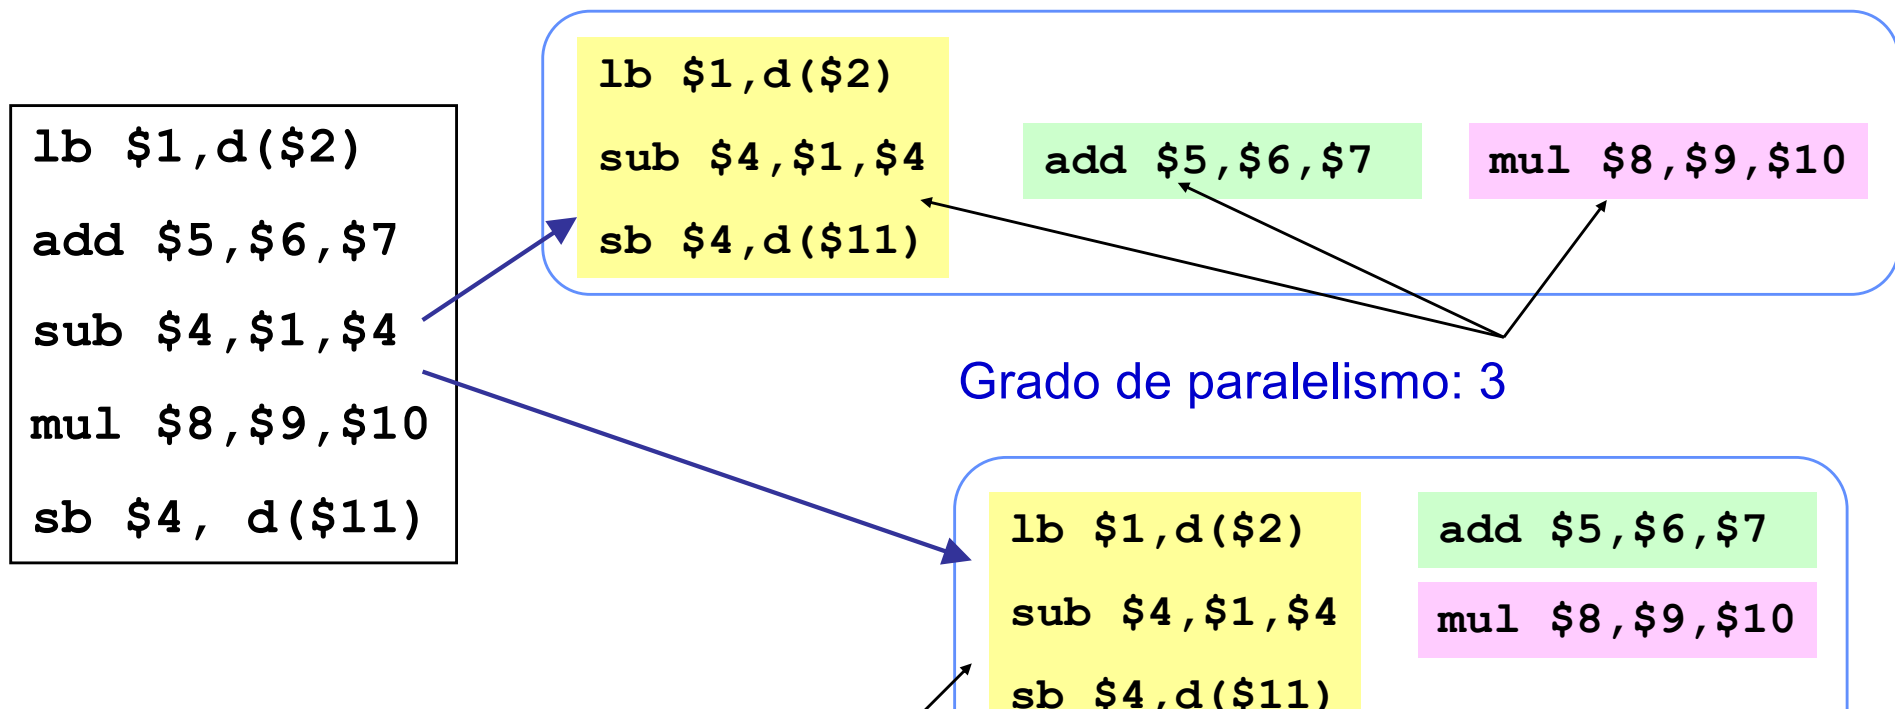 lb $1,d($2)
add $5,$6,$7
sub $4,$1,$4
mul $8,$9,$10
sb $4, d($11)
lb $1,d($2)
sub $4,$1,$4
sb $4,d($11)
add $5,$6,$7
mul $8,$9,$10
Grado de paralelismo: 3
lb $1,d($2)
sub $4,$1,$4
sb $4,d($11)
add $5,$6,$7
mul $8,$9,$10